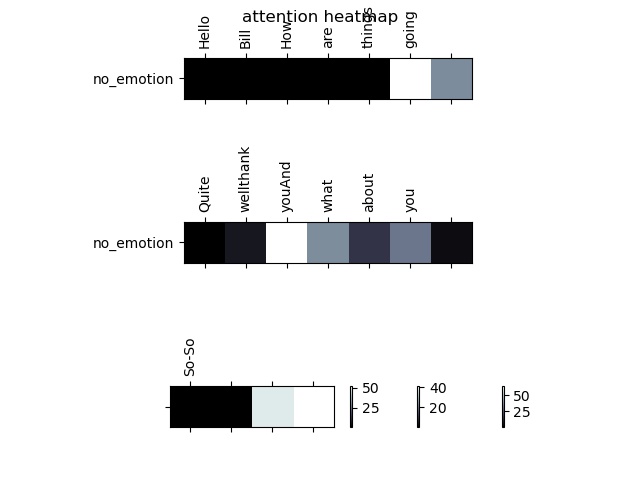 attention heatmap
Hello Bill How are things going
no_emotion
Quite wellthank youAnd what about you
no_emotion
So-So
50 40 50
25 20 25